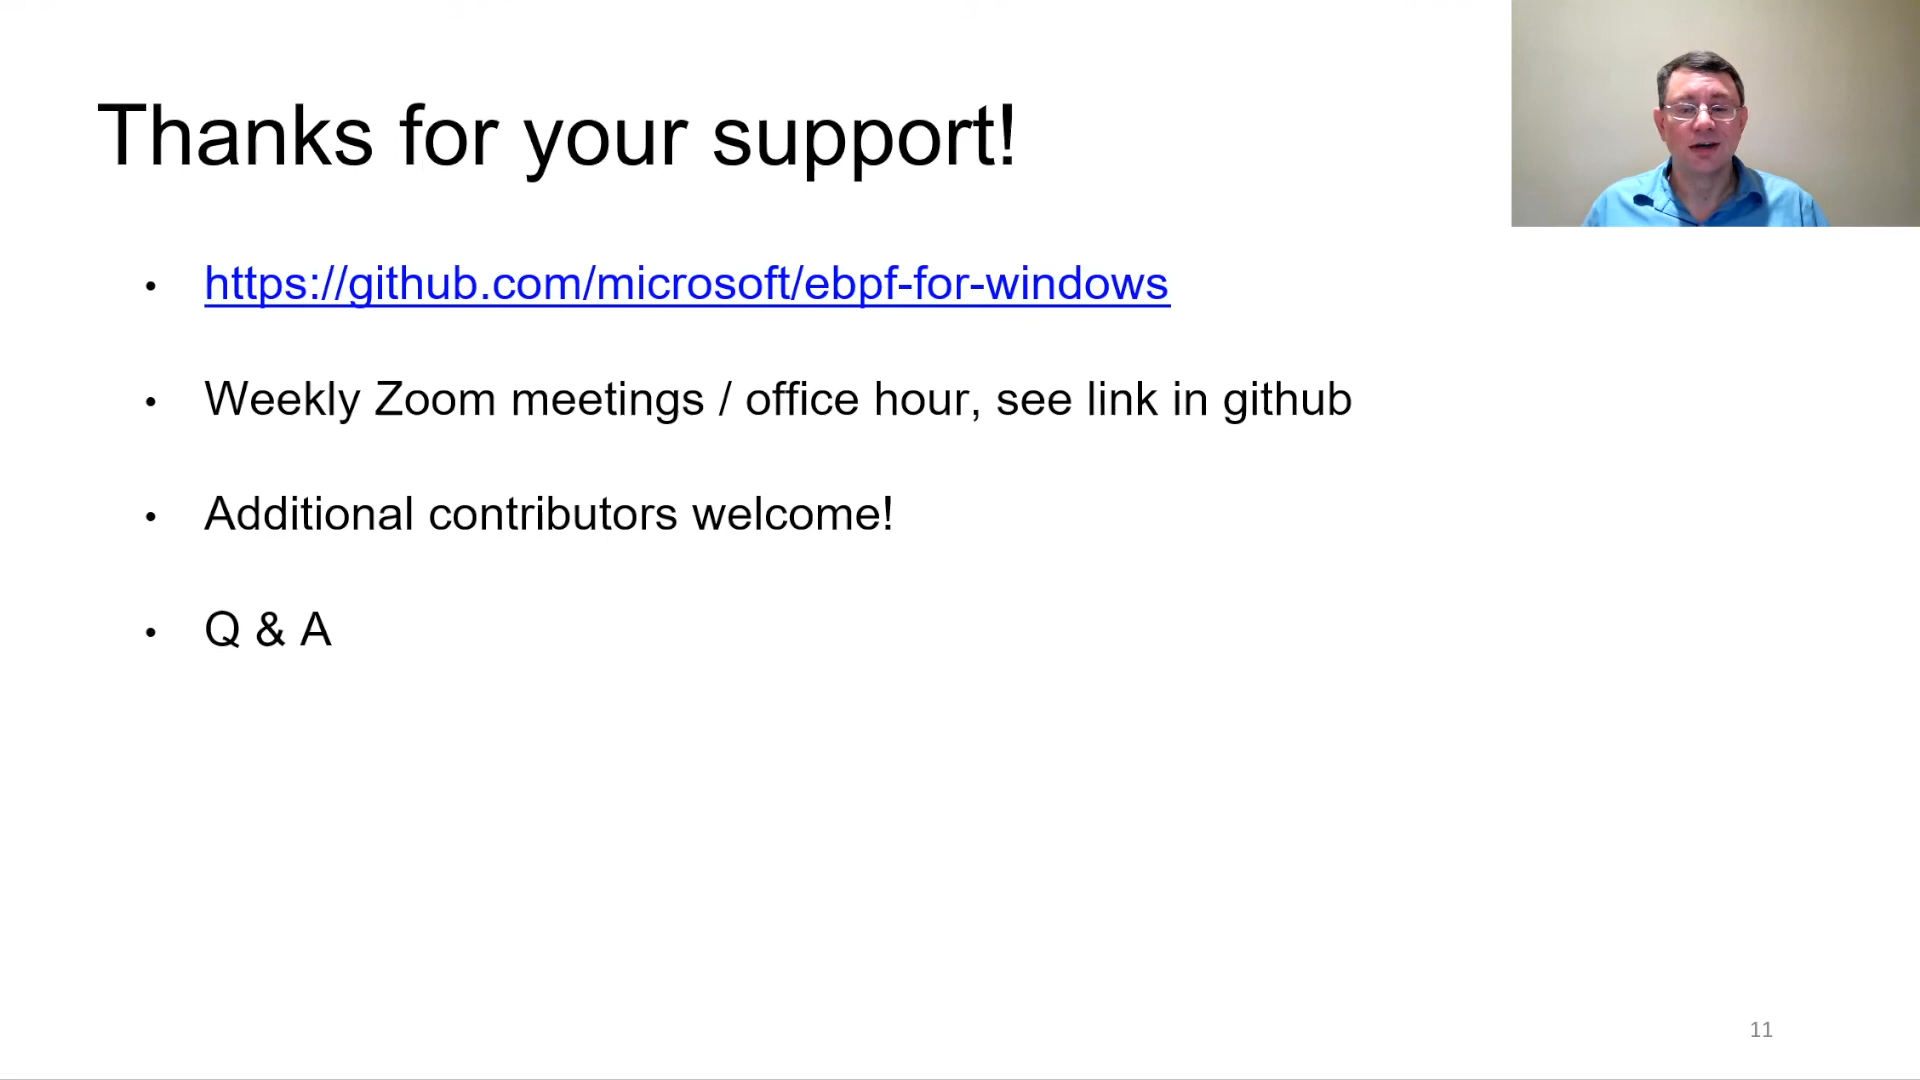 Thanks for your support!
• https://github.com/microsoft/ebpf-for-windows
• Weekly Zoom meetings / office hour, see link in github
• Additional contributors welcome!
• Q & A
11